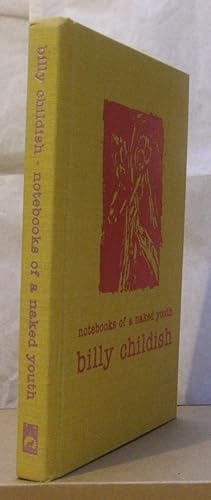 billy childish · notebooks of a naked youth
notebooks of a naked youth
billy childish